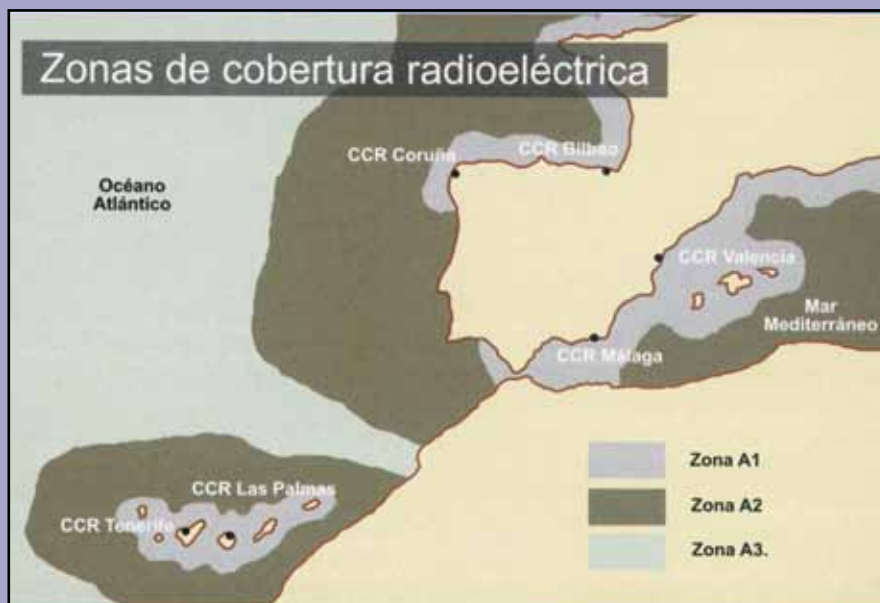 Zonas de cobertura radioeléctrica
CCR Coruña
CCR Bilbao
Océano
Atlántico
CCR Valencia
Mar
Mediterráneo
CCR Málaga
Zona A1
CCR Las Palmas
Zona A2
CCR Tenerife
Zona A3.